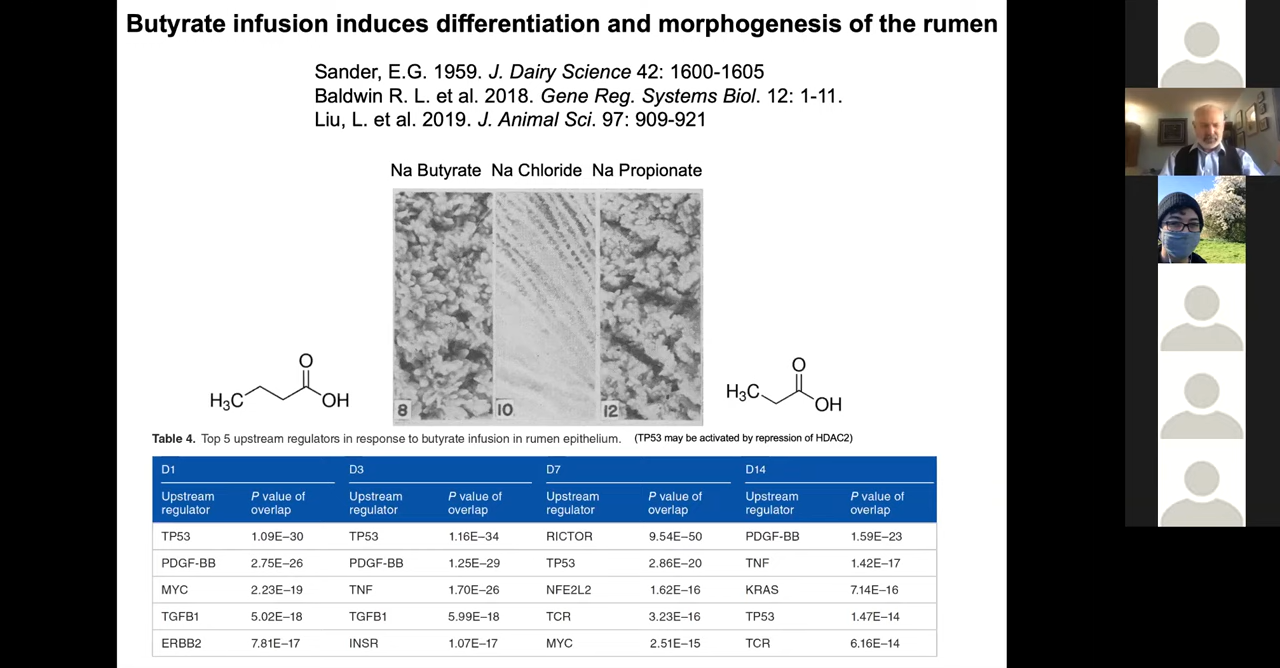 Butyrate infusion induces differentiation and morphogenesis of the rumen
Sander, E.G. 1959. J. Dairy Science 42: 1600-1605
Baldwin R. L. et al. 2018. Gene Reg. Systems Biol. 12: 1-11.
Liu, L. et al. 2019. J. Animal Sci. 97: 909-921
Na Butyrate Na Chloride Na Propionate
8 10 12
O
H₃C OH
O
H₃C OH
Table 4. Top 5 upstream regulators in response to butyrate infusion in rumen epithelium. (TP53 may be activated by repression of HDAC2)
D1 D3 D7 D14
Upstream regulator P value of overlap Upstream regulator P value of overlap Upstream regulator P value of overlap Upstream regulator P value of overlap
TP53 1.09E–30 TP53 1.16E–34 RICTOR 9.54E–50 PDGF-BB 1.59E–23
PDGF-BB 2.75E–26 PDGF-BB 1.25E–29 TP53 2.86E–20 TNF 1.42E–17
MYC 2.23E–19 TNF 1.70E–26 NFE2L2 1.62E–16 KRAS 7.14E–16
TGFB1 5.02E–18 TGFB1 5.99E–18 TCR 3.23E–16 TP53 1.47E–14
ERBB2 7.81E–17 INSR 1.07E–17 MYC 2.51E–15 TCR 6.16E–14